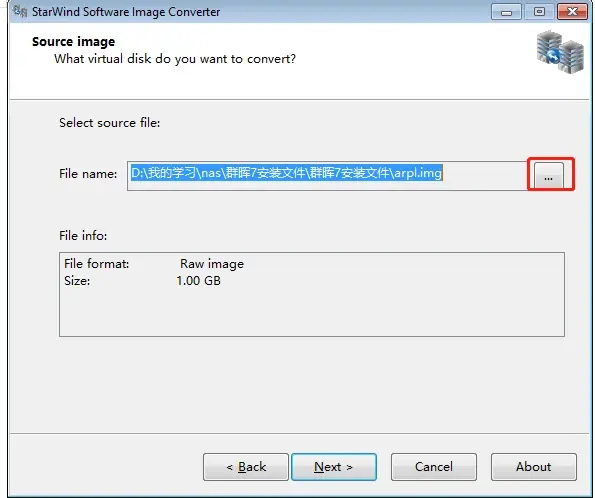 StarWind Software Image Converter
Source image
What virtual disk do you want to convert?
Select source file:
File name: D:\我的学习\nas\群晖7安装文件\群晖7安装文件\arpl.img ...
File info:
File format: Raw image
Size: 1.00 GB
< Back Next > Cancel About